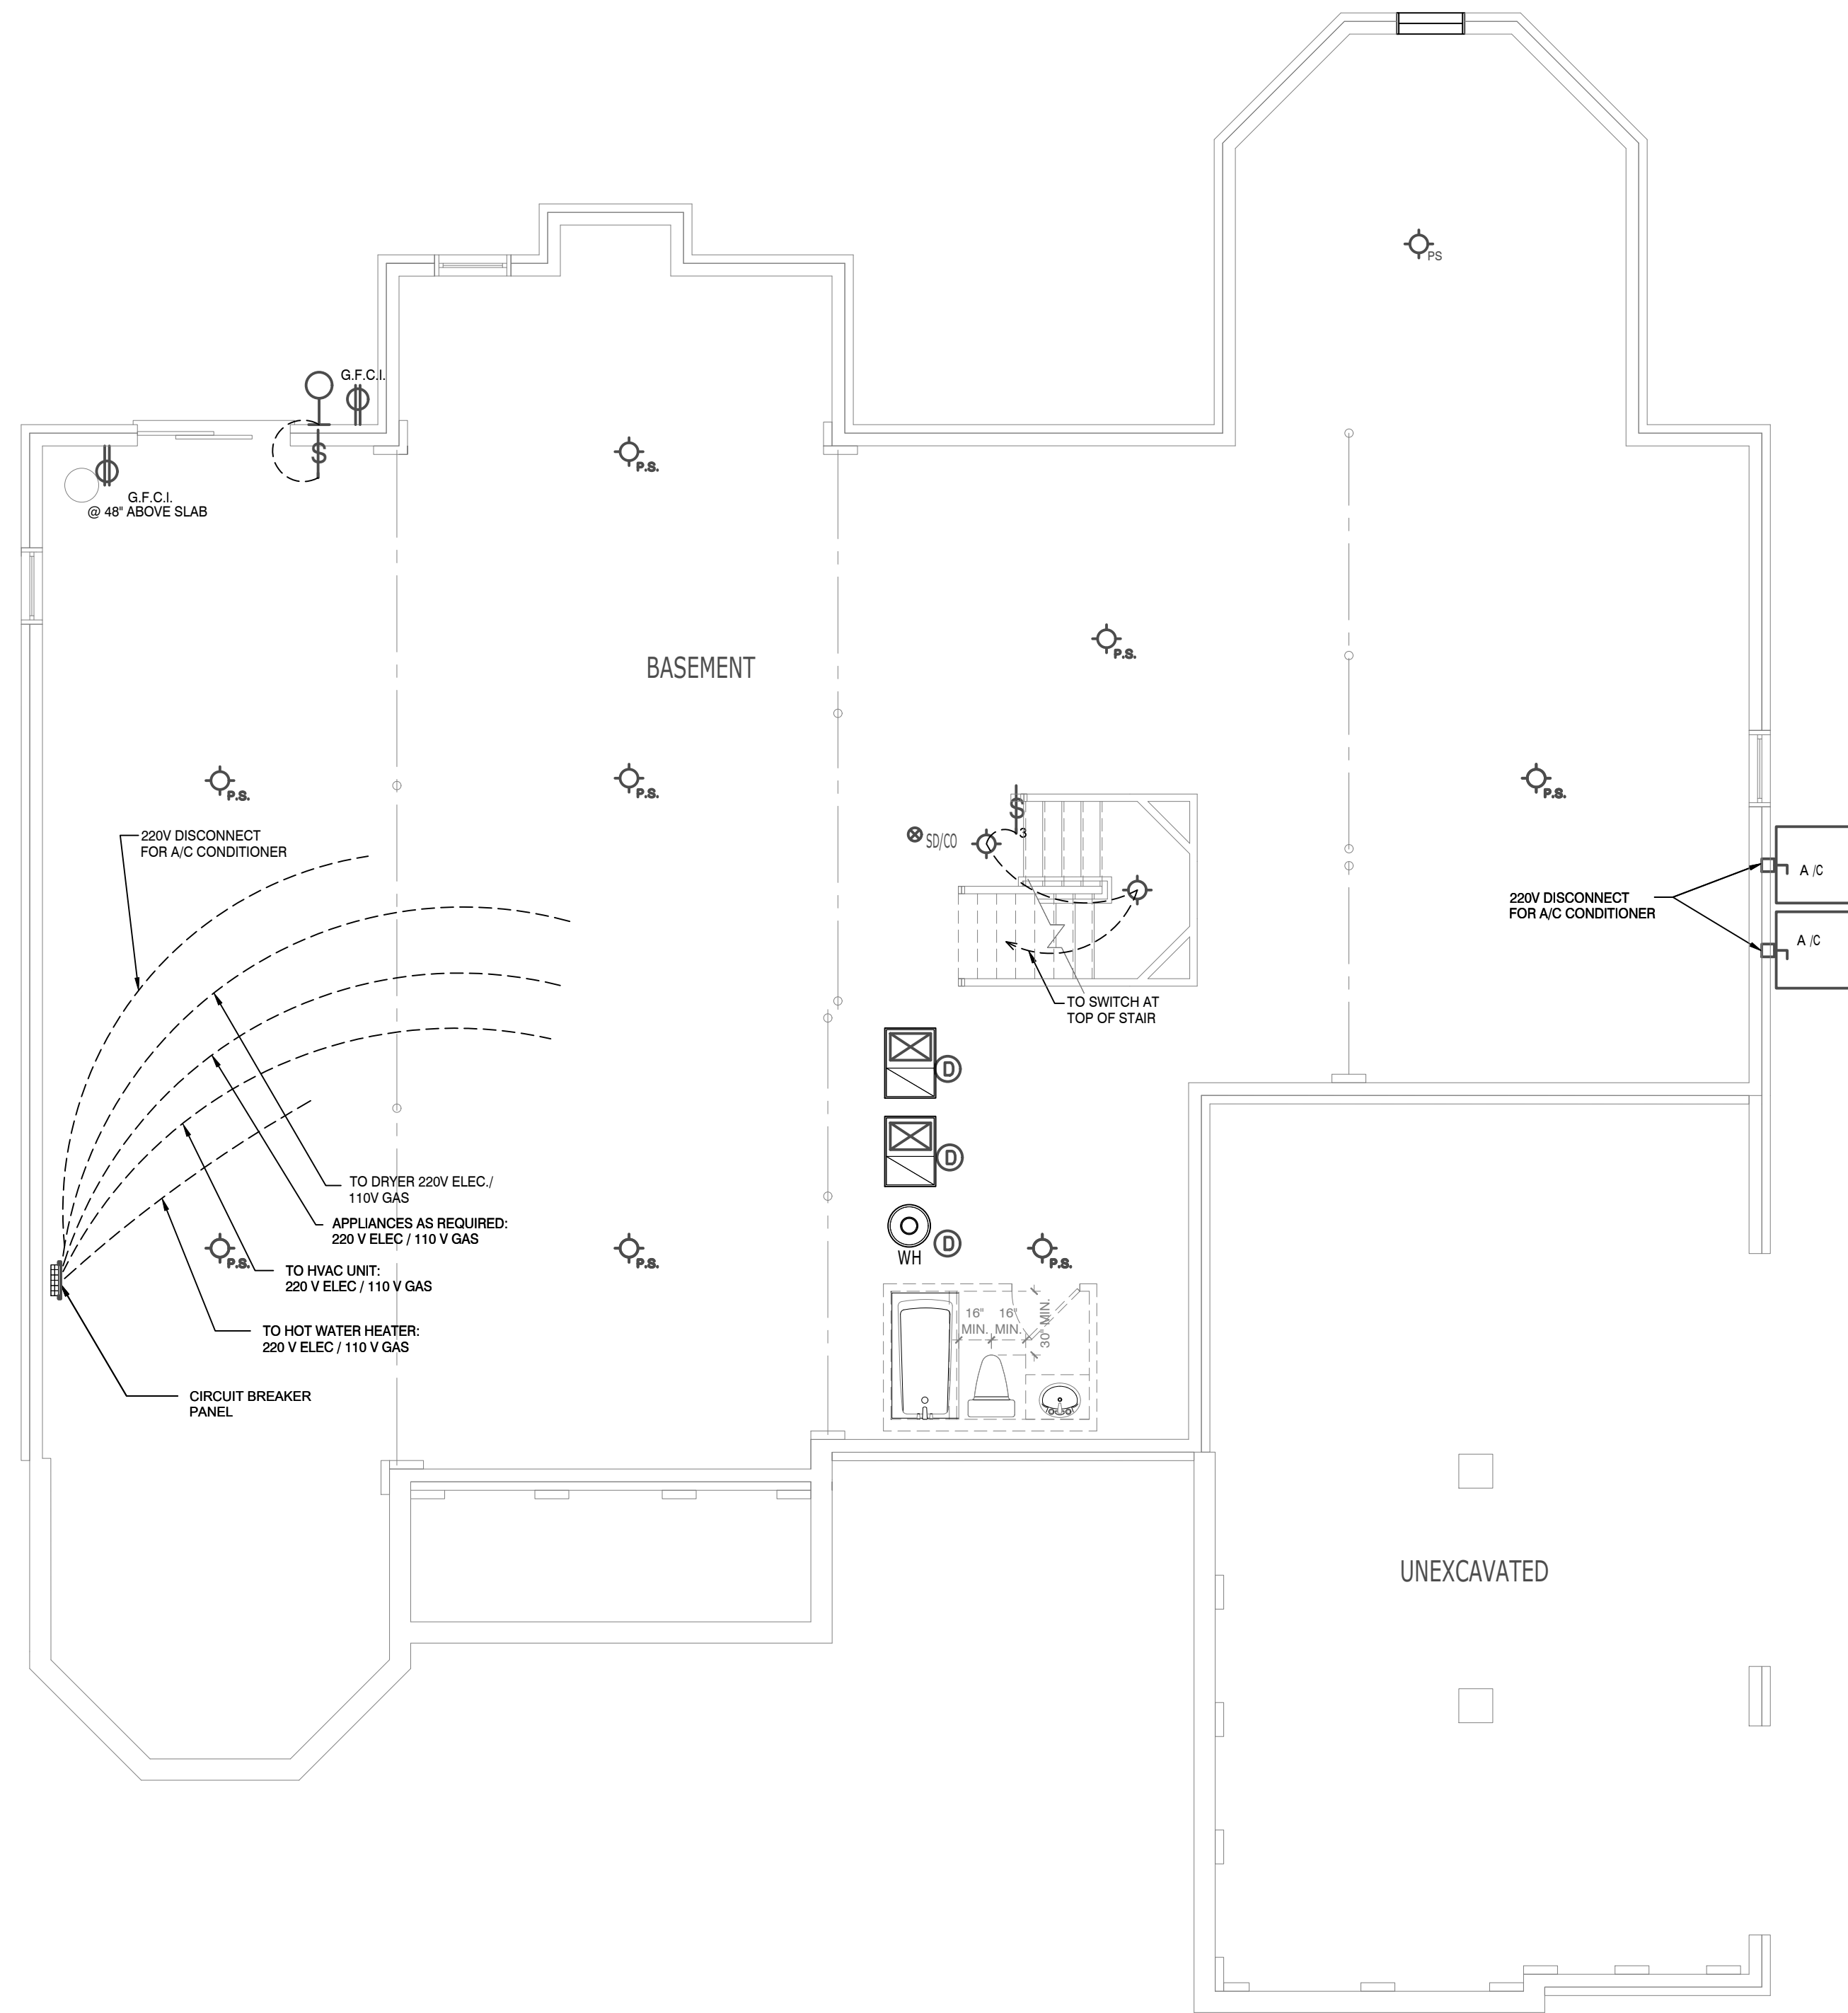 PS
G.F.C.I.
$
P.S.
G.F.C.I.
@ 48" ABOVE SLAB
P.S.
BASEMENT
P.S.
P.S.
P.S.
$
3
SD/CO
220V DISCONNECT
FOR A/C CONDITIONER
A /C
220V DISCONNECT
FOR A/C CONDITIONER
A /C
TO SWITCH AT
TOP OF STAIR
D
D
TO DRYER 220V ELEC./
110V GAS
APPLIANCES AS REQUIRED:
220 V ELEC / 110 V GAS
D
WH
P.S.
P.S.
P.S.
TO HVAC UNIT:
220 V ELEC / 110 V GAS
16"
MIN.
16"
MIN.
30" MIN.
TO HOT WATER HEATER:
220 V ELEC / 110 V GAS
CIRCUIT BREAKER
PANEL
UNEXCAVATED